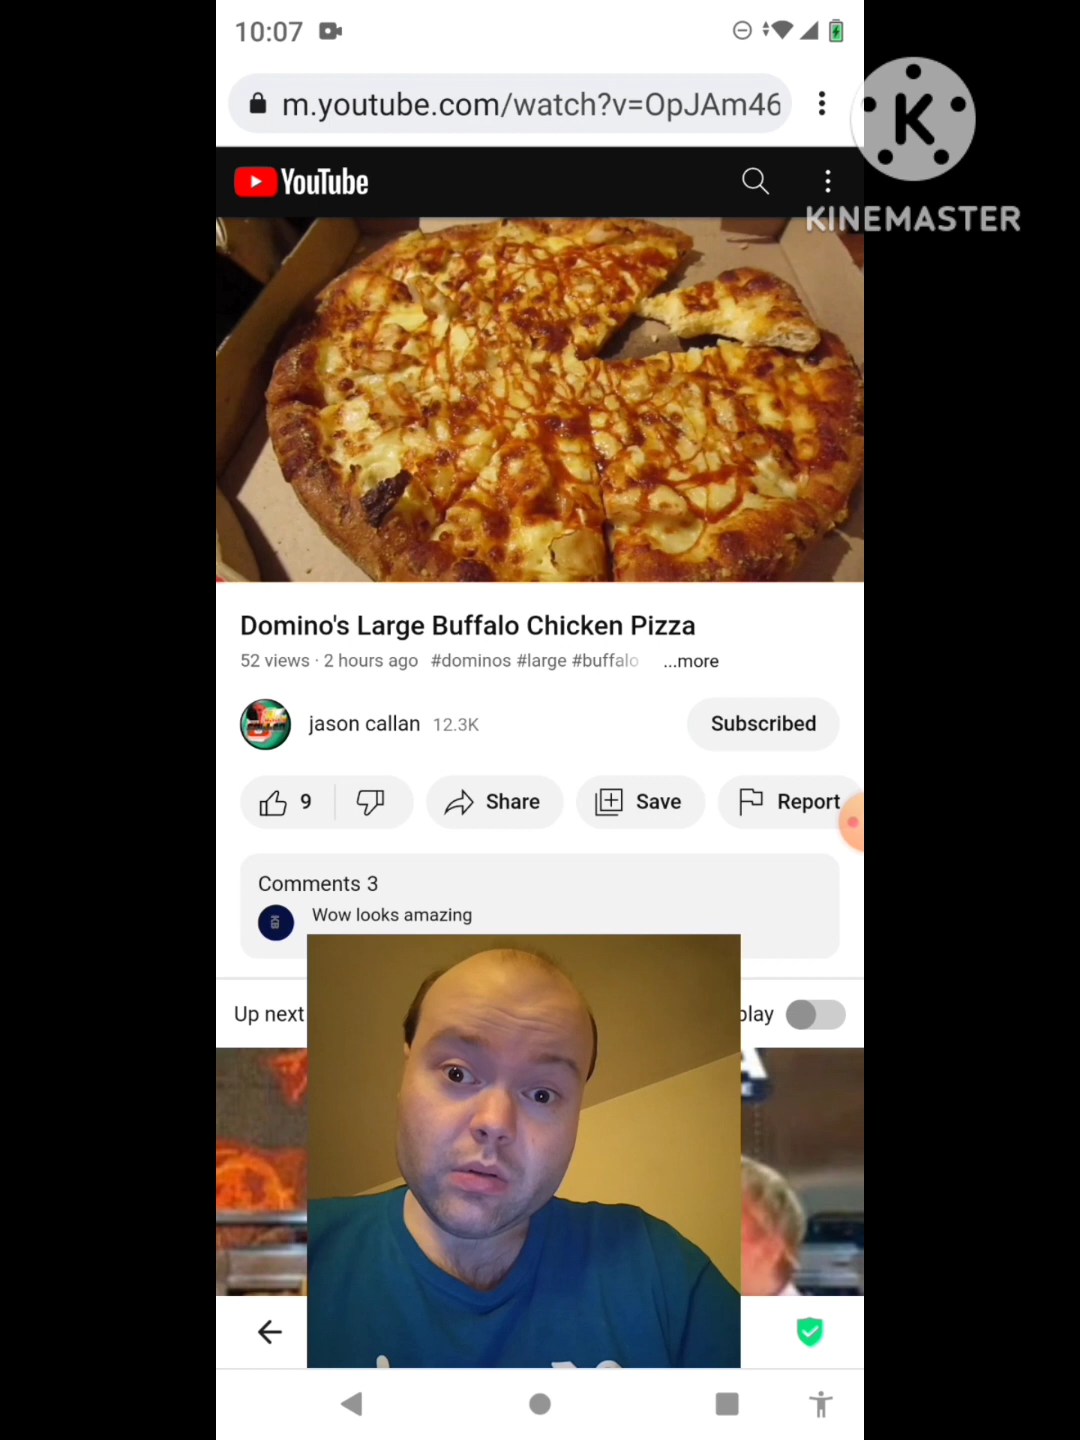 10:07
m.youtube.com/watch?v=OpJAm46
K
KINEMASTER
YouTube
Domino's Large Buffalo Chicken Pizza
52 views · 2 hours ago #dominos #large #buffalo ...more
jason callan 12.3K
Subscribed
9
Share
Save
Report
Comments 3
KB
Wow looks amazing
Up next
play